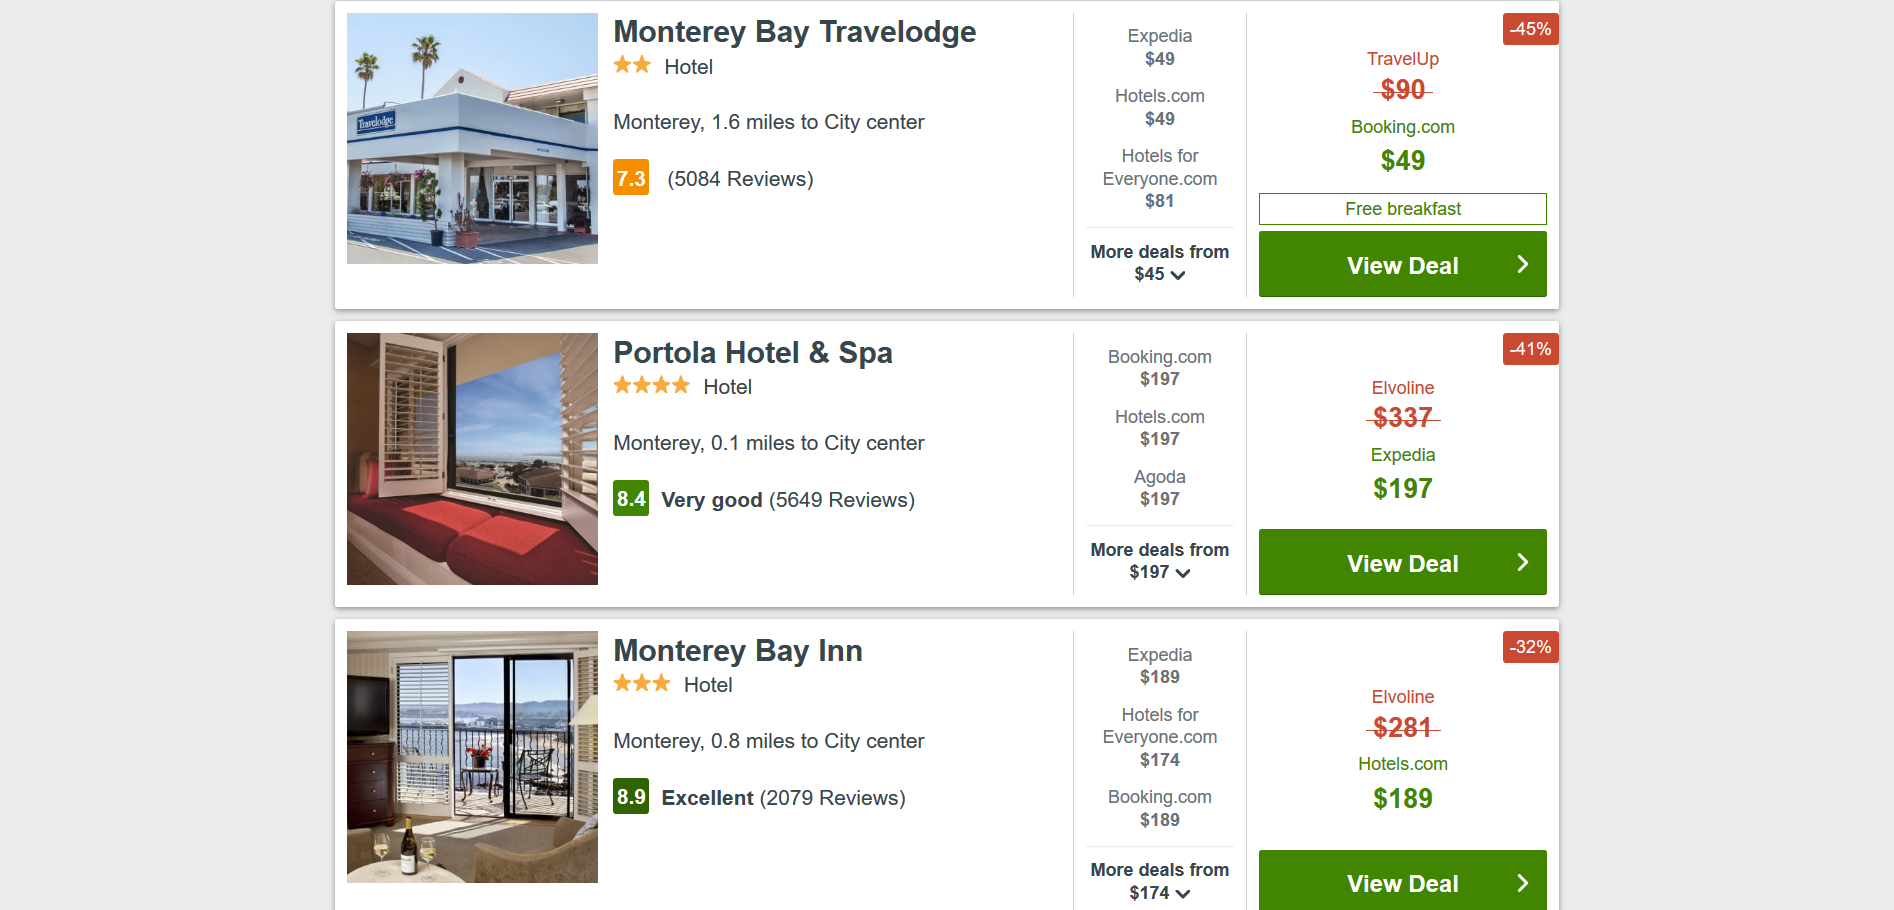 Travelodge
Monterey Bay Travelodge
Hotel
Monterey, 1.6 miles to City center
7.3 (5084 Reviews)
Expedia
$49
Hotels.com
$49
Hotels for
Everyone.com
$81
More deals from
$45
-45%
TravelUp
$90
Booking.com
$49
Free breakfast
View Deal
Portola Hotel & Spa
Hotel
Monterey, 0.1 miles to City center
8.4 Very good (5649 Reviews)
Booking.com
$197
Hotels.com
$197
Agoda
$197
More deals from
$197
-41%
Elvoline
$337
Expedia
$197
View Deal
Monterey Bay Inn
Hotel
Monterey, 0.8 miles to City center
8.9 Excellent (2079 Reviews)
Expedia
$189
Hotels for
Everyone.com
$174
Booking.com
$189
More deals from
$174
-32%
Elvoline
$281
Hotels.com
$189
View Deal